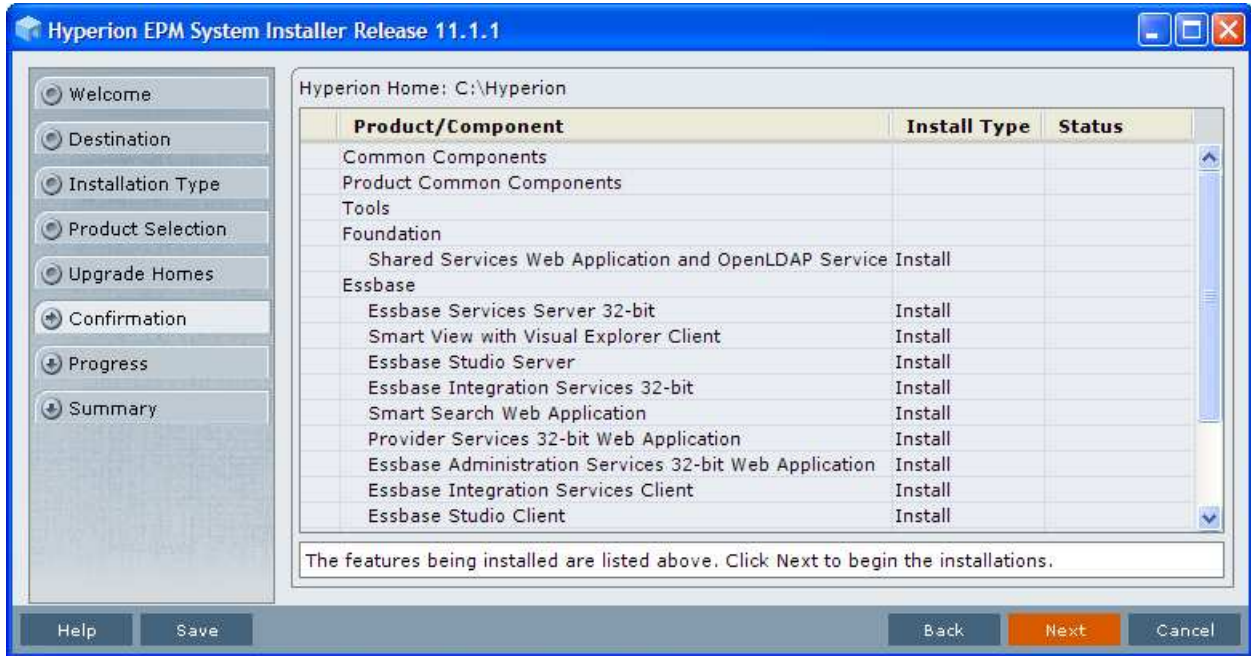 Hyperion EPM System Installer Release 11.1.1
Welcome
Destination
Installation Type
Product Selection
Upgrade Homes
Confirmation
Progress
Summary
Hyperion Home: C:\Hyperion
Product/Component Install Type Status
Common Components
Product Common Components
Tools
Foundation
Shared Services Web Application and OpenLDAP Service Install
Essbase
Essbase Services Server 32-bit Install
Smart View with Visual Explorer Client Install
Essbase Studio Server Install
Essbase Integration Services 32-bit Install
Smart Search Web Application Install
Provider Services 32-bit Web Application Install
Essbase Administration Services 32-bit Web Application Install
Essbase Integration Services Client Install
Essbase Studio Client Install
The features being installed are listed above. Click Next to begin the installations.
Help Save Back Next Cancel